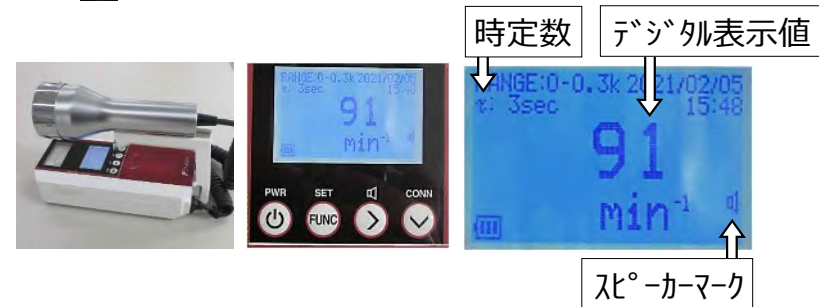 時定数
ﾃﾞｼﾞﾀﾙ表示値
RANGE:0-0.3k 2021/02/05
τ: 3sec 15:48
91
min⁻¹
PWR SET CONN
FUNC
RANGE:0-0.3k 2021/02/05
τ: 3sec 15:48
91
min⁻¹
ｽﾋﾟｰｶｰﾏｰｸ